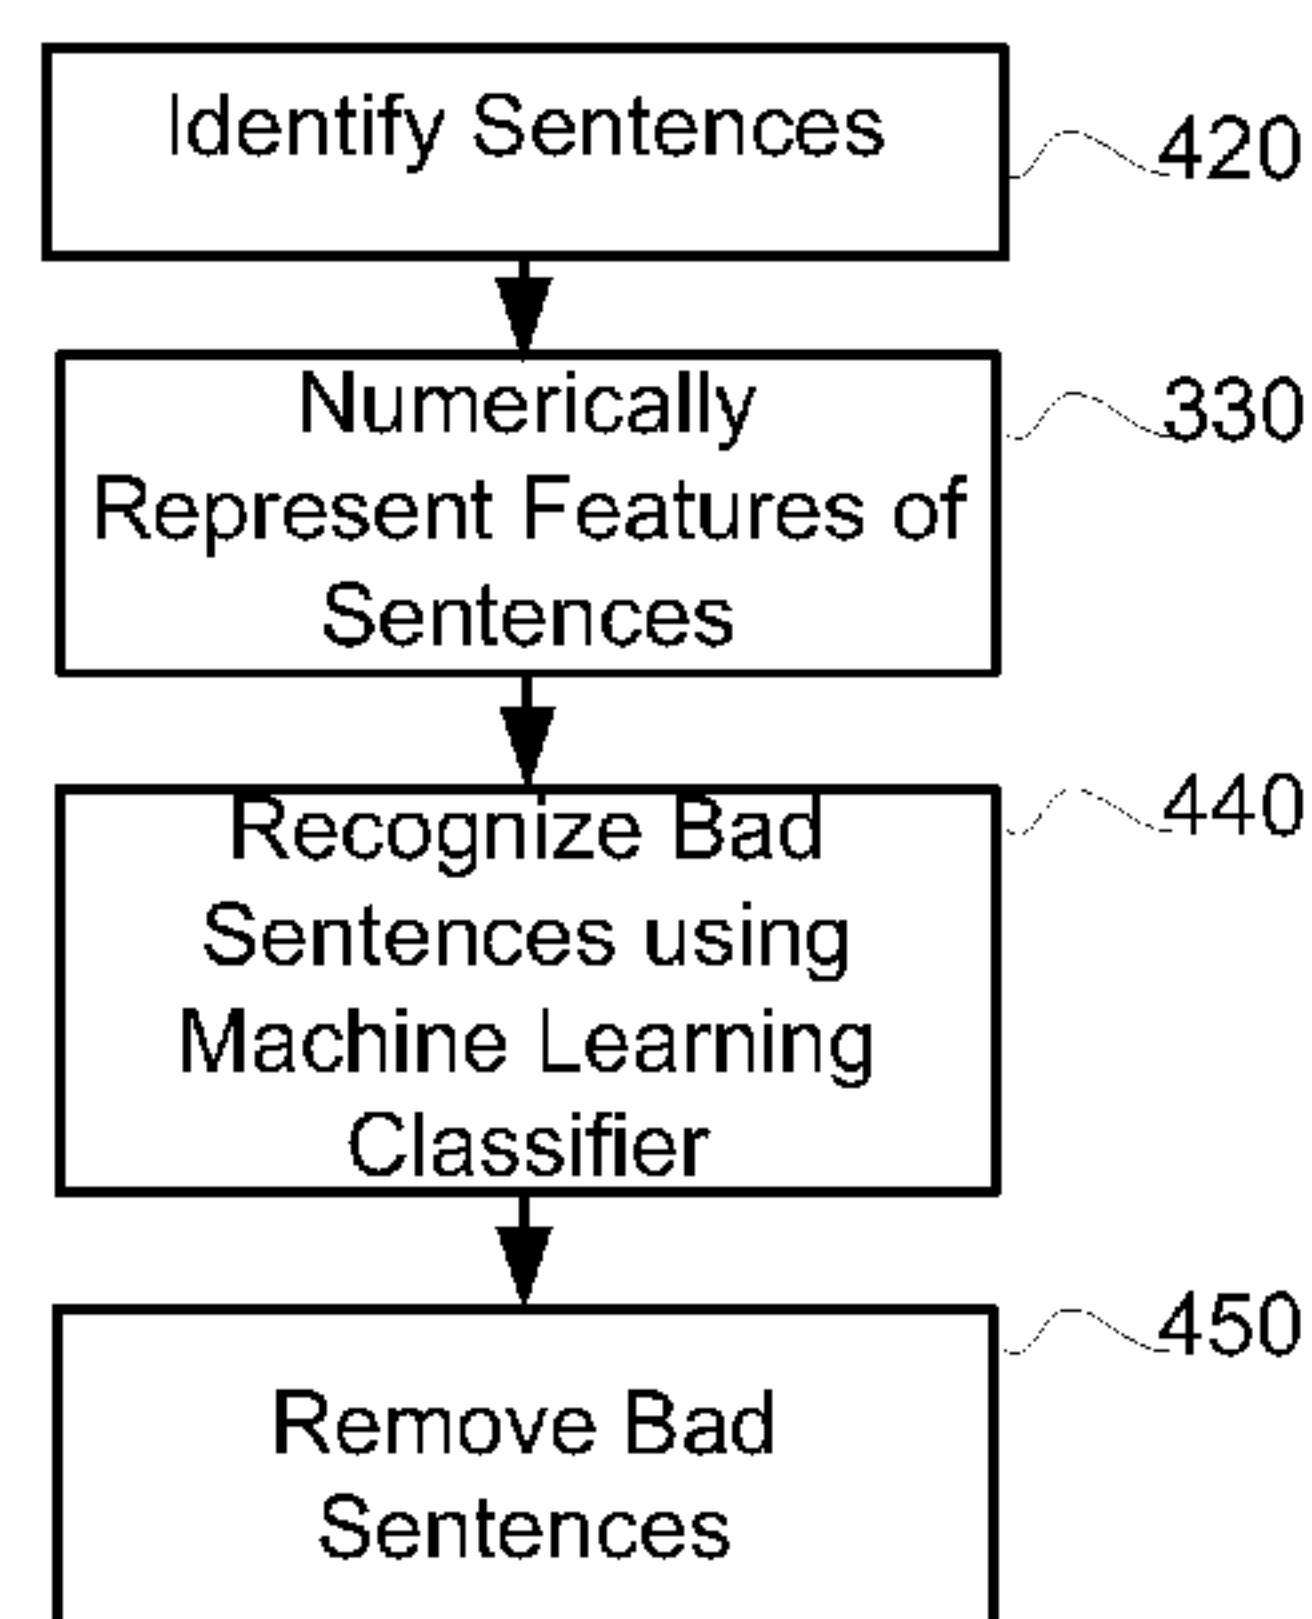 Identify Sentences
420
Numerically
Represent Features of
Sentences
330
Recognize Bad
Sentences using
Machine Learning
Classifier
440
Remove Bad
Sentences
450